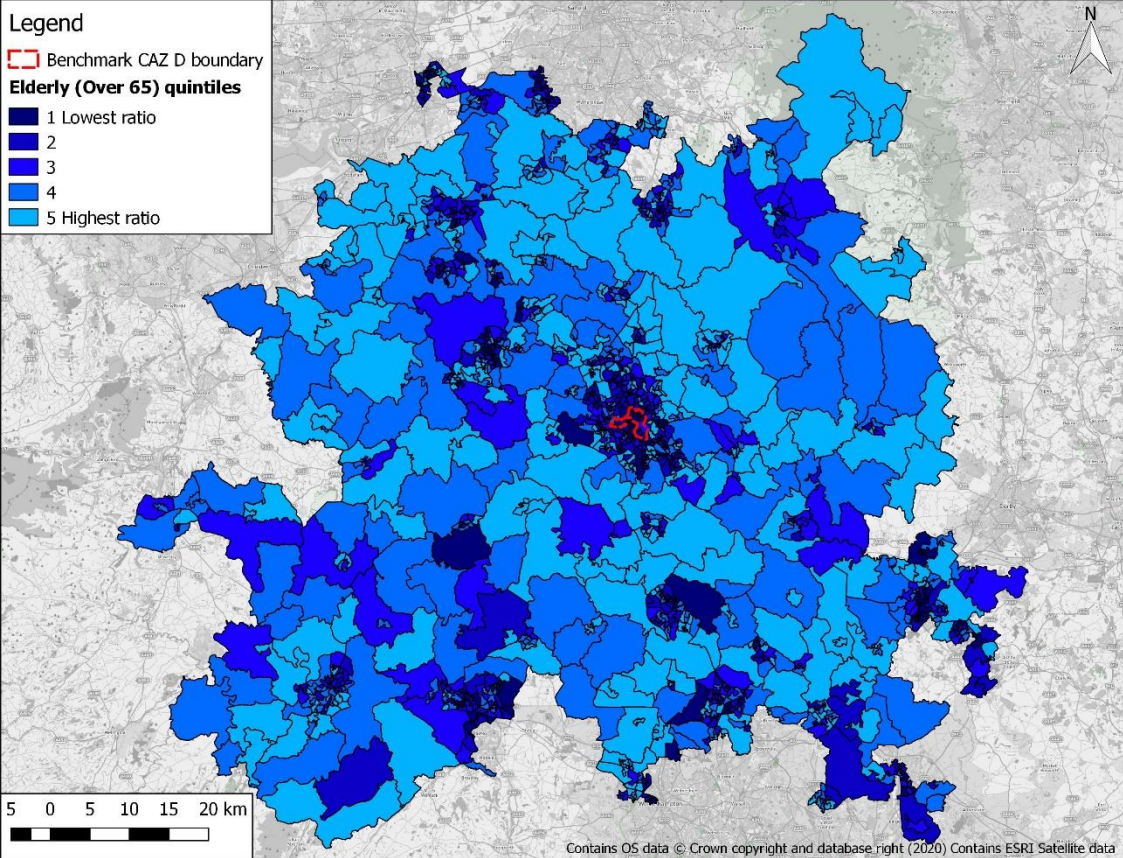 Legend
Benchmark CAZ D boundary
Elderly (Over 65) quintiles
1 Lowest ratio
2
3
4
5 Highest ratio
N
5 0 5 10 15 20 km
Contains OS data © Crown copyright and database right (2020) Contains ESRI Satellite data